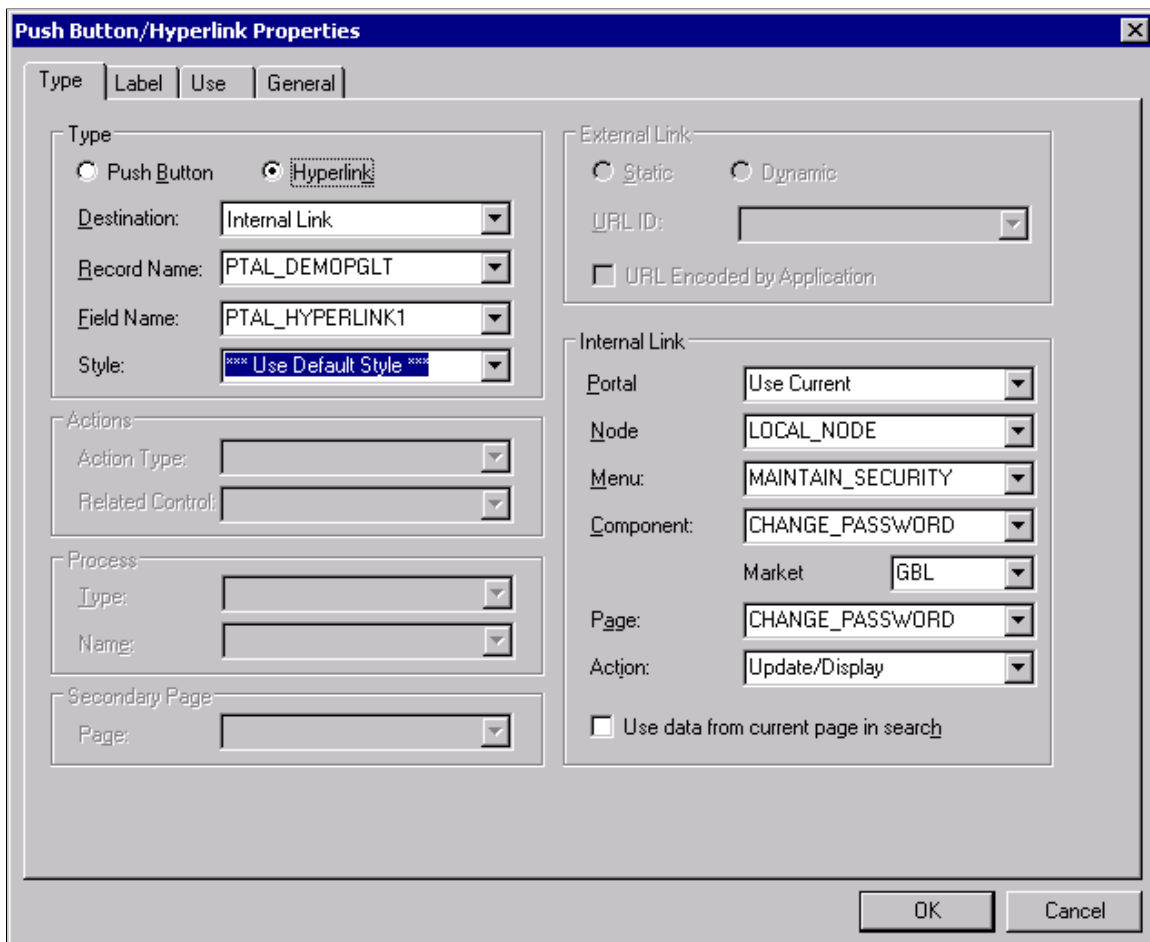 Push Button/Hyperlink Properties
Type Label Use General
Type
Push Button Hyperlink
Destination: Internal Link
Record Name: PTAL_DEMOPGLT
Field Name: PTAL_HYPERLINK1
Style: *** Use Default Style ***
Actions
Action Type:
Related Control:
Process
Type:
Name:
Secondary Page
Page:
External Link
Static Dynamic
URL ID:
URL Encoded by Application
Internal Link
Portal Use Current
Node LOCAL_NODE
Menu: MAINTAIN_SECURITY
Component: CHANGE_PASSWORD
Market GBL
Page: CHANGE_PASSWORD
Action: Update/Display
Use data from current page in search
OK Cancel